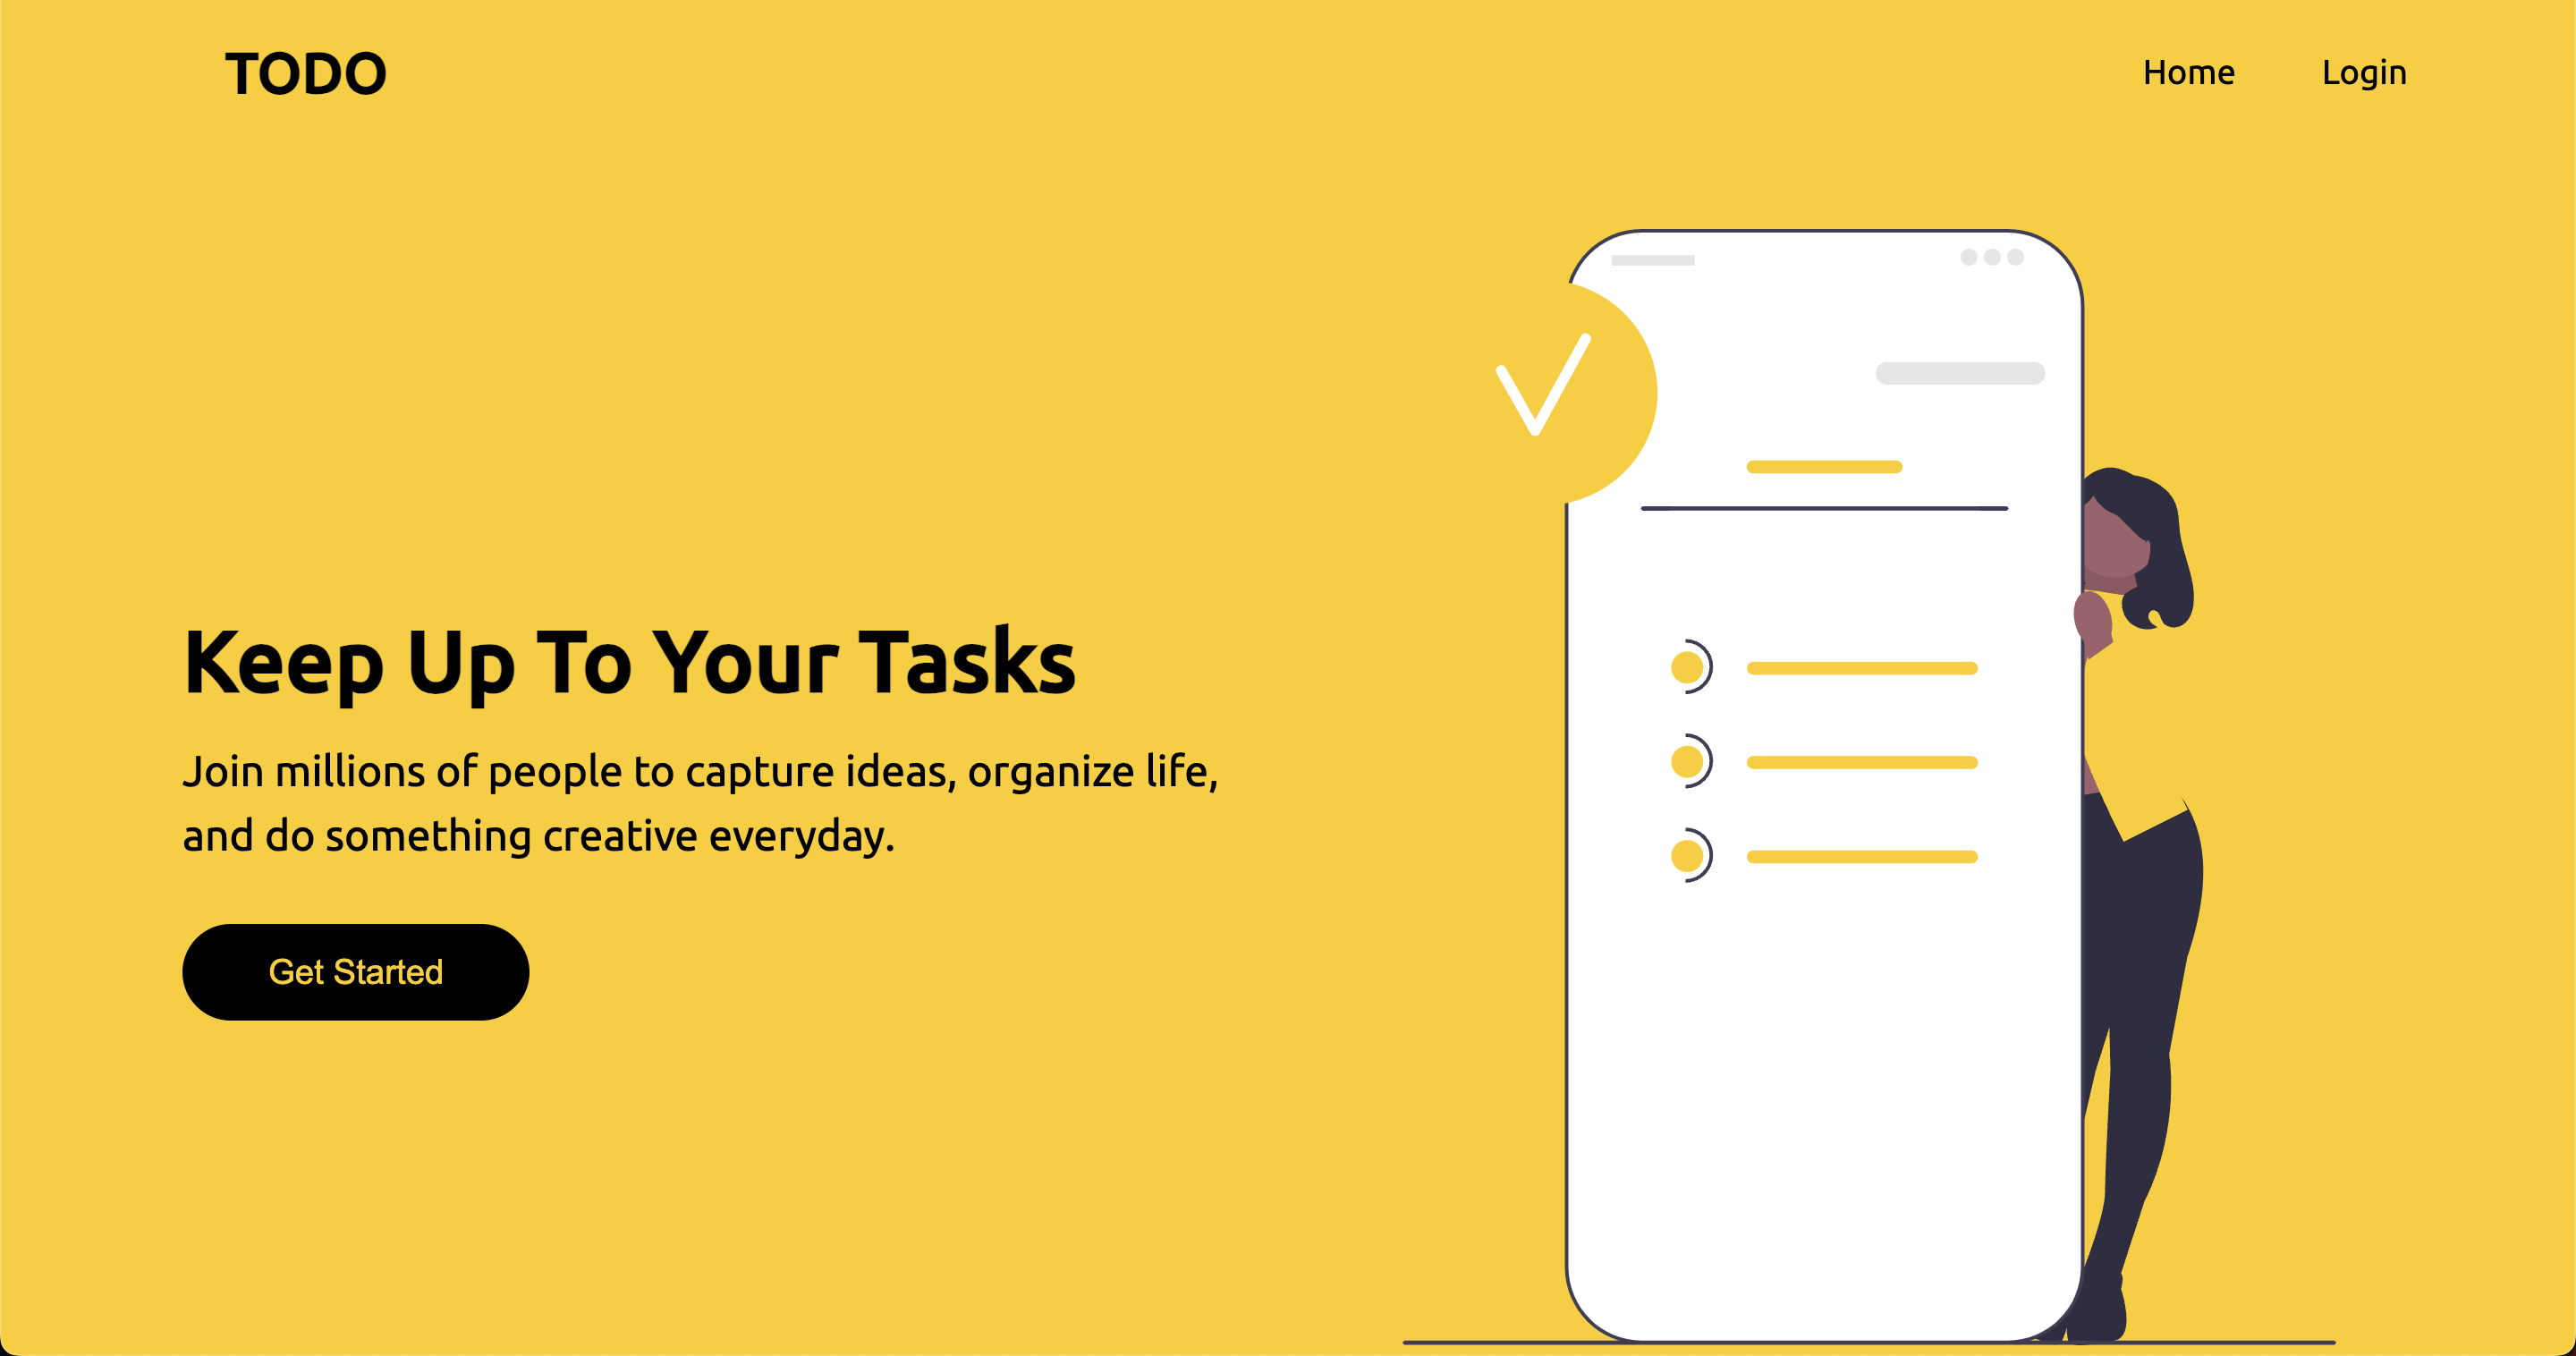 TODO
Home Login
Keep Up To Your Tasks
Join millions of people to capture ideas, organize life,
and do something creative everyday.
Get Started